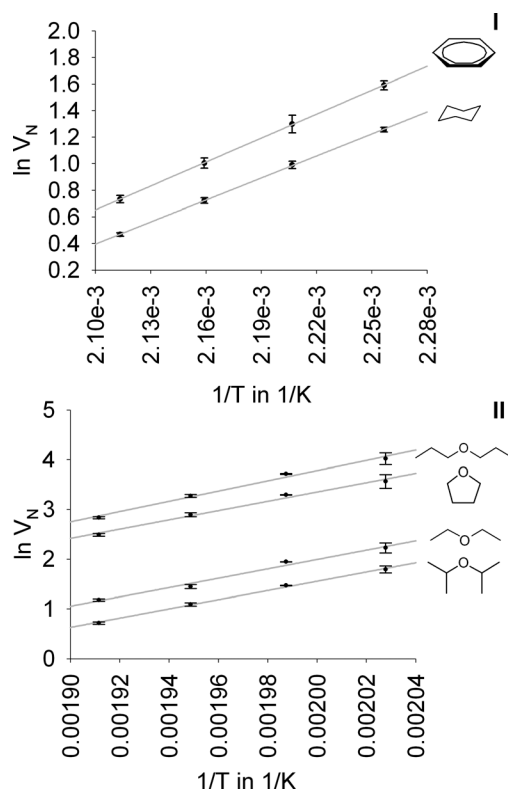 I
2.0
1.8
1.6
1.4
1.2
1.0
0.8
0.6
0.4
0.2
ln V_N
2.10e-3
2.13e-3
2.16e-3
2.19e-3
2.22e-3
2.25e-3
2.28e-3
1/T in 1/K
II
5
4
3
2
1
0
ln V_N
O
O
O
O
0.00190
0.00192
0.00194
0.00196
0.00198
0.00200
0.00202
0.00204
1/T in 1/K